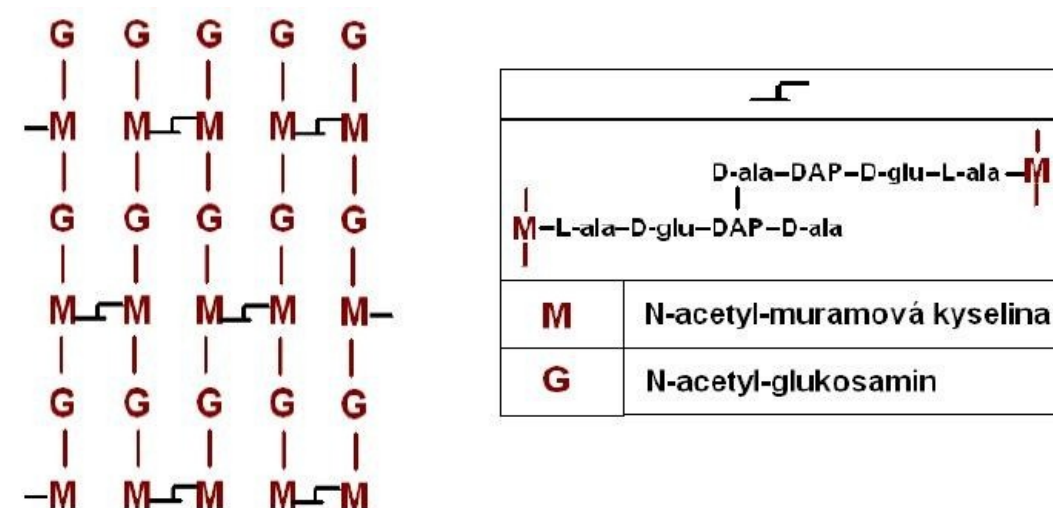 G G G G G
M M M M M
G G G G G
M M M M M
G G G G G
M M M M M
D-ala–DAP–D-glu–L-ala–M
M–L-ala–D-glu–DAP–D-ala
M N-acetyl-muramová kyselina
G N-acetyl-glukosamin